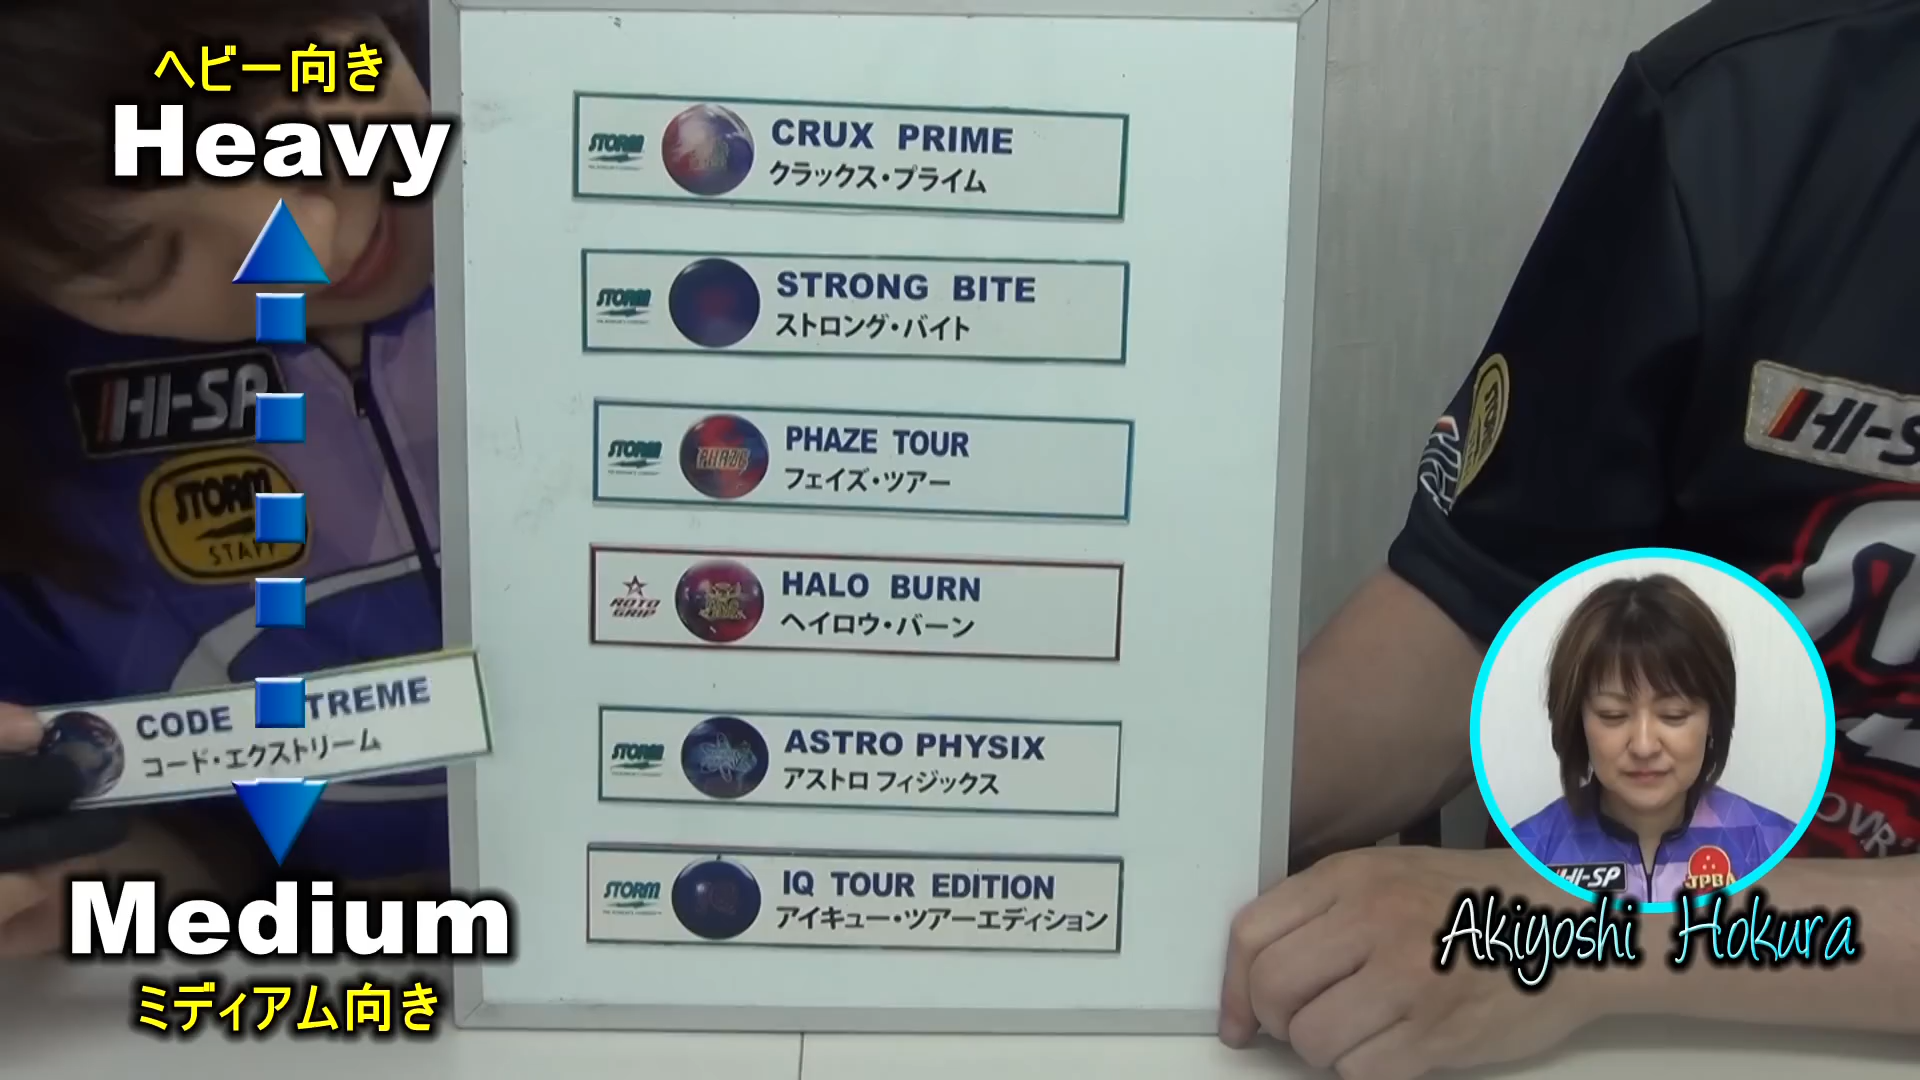 ヘビー向き
Heavy
STORM
CRUX PRIME
クラックス・プライム
STORM
STRONG BITE
ストロング・バイト
STORM
PHAZE
PHAZE TOUR
フェイズ・ツアー
ROTO
GRIP
HALO BURN
ヘイロウ・バーン
STORM
ASTRO PHYSIX
アストロ フィジックス
STORM
IQ
IQ TOUR EDITION
アイキュー・ツアーエディション
HI-SP
STORM
STAFF
CODE
TREME
コード・エクストリーム
Medium
ミディアム向き
HI-S
STORM
HI-SP
JPBA
Akiyoshi Hokura